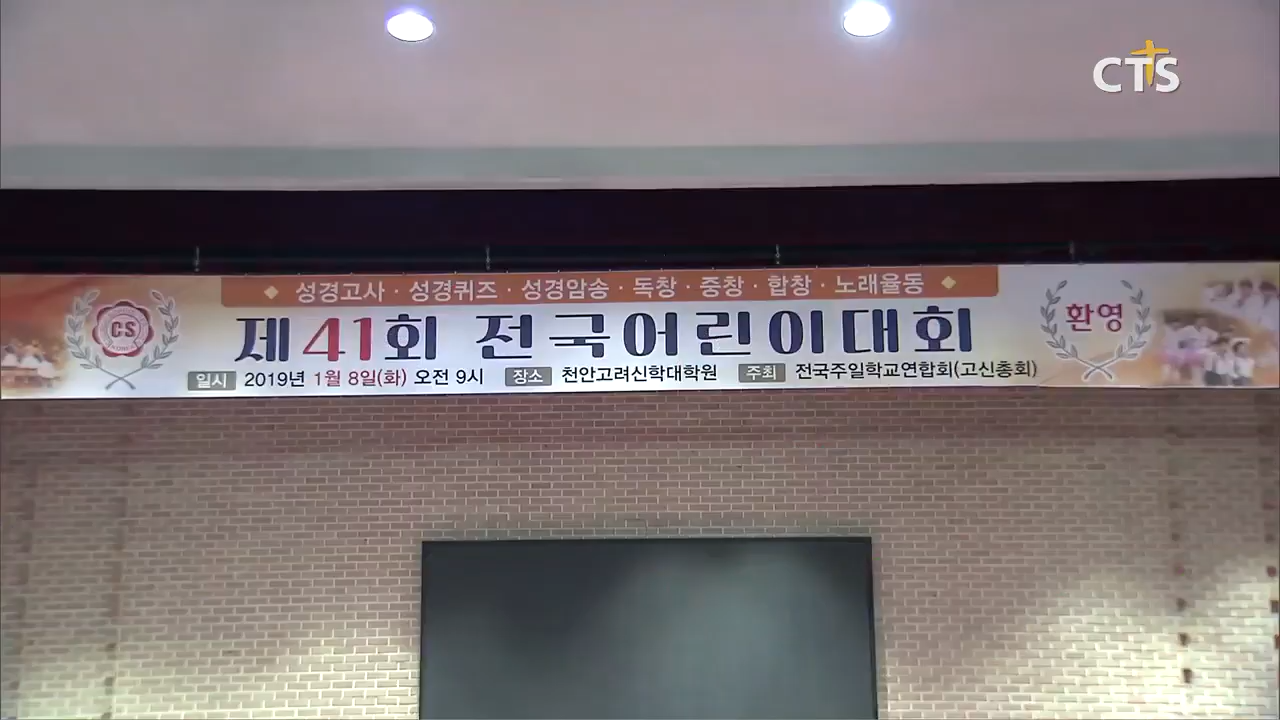 CTS
◆ 성경고사 · 성경퀴즈 · 성경암송 · 독창 · 중창 · 합창 · 노래율동 ◆
CS
제41회 전국어린이대회
환영
일시 2019년 1월 8일(화) 오전 9시 장소 천안고려신학대학원 주최 전국주일학교연합회(고신총회)